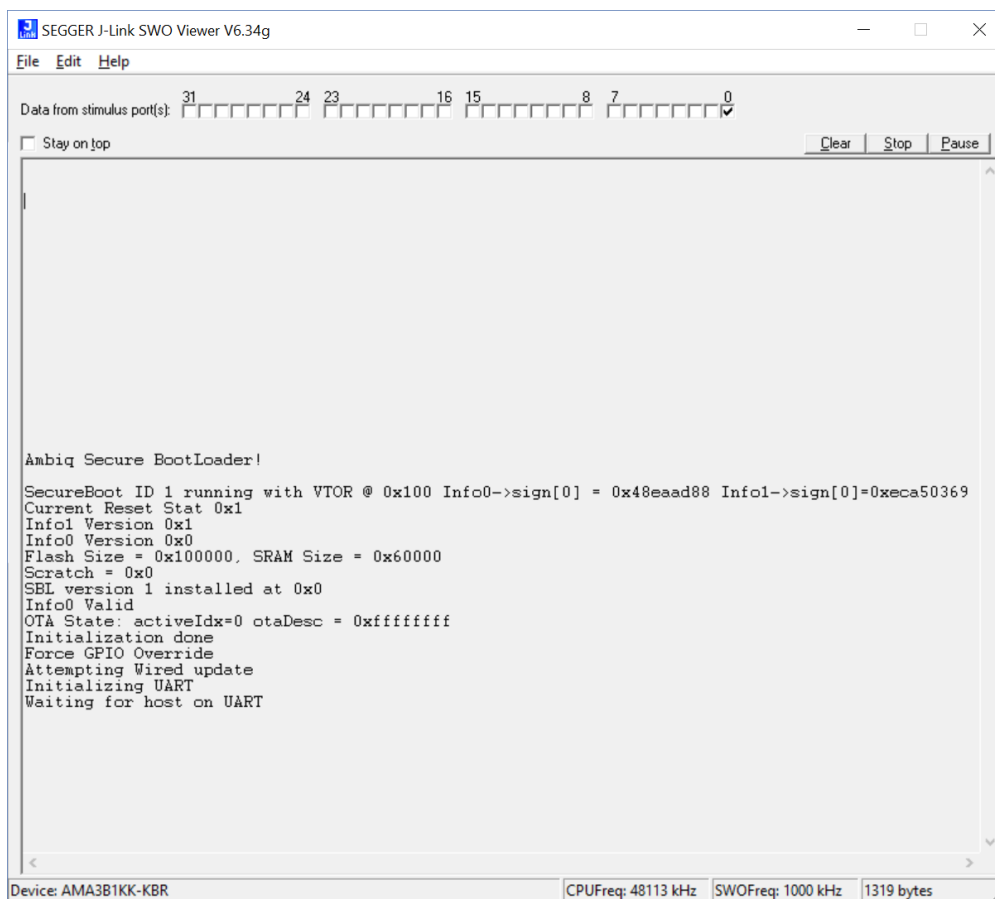 SEGGER J-Link SWO Viewer V6.34g
File Edit Help
31 24 23 16 15 8 7 0
Data from stimulus port(s):
Stay on top Clear Stop Pause
Ambiq Secure BootLoader!
SecureBoot ID 1 running with VTOR @ 0x100 Info0->sign[0] = 0x48eaad88 Info1->sign[0]=0xeca50369
Current Reset Stat 0x1
Info1 Version 0x1
Info0 Version 0x0
Flash Size = 0x100000, SRAM Size = 0x60000
Scratch = 0x0
SBL version 1 installed at 0x0
Info0 Valid
OTA State: activeIdx=0 otaDesc = 0xffffffff
Initialization done
Force GPIO Override
Attempting Wired update
Initializing UART
Waiting for host on UART
Device: AMA3B1KK-KBR CPUFreq: 48113 kHz SWOFreq: 1000 kHz 1319 bytes